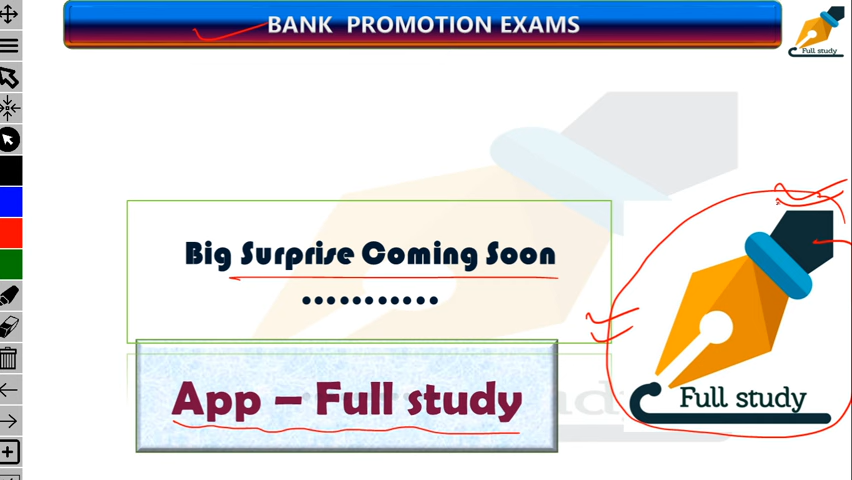 BANK PROMOTION EXAMS
Full study
Big Surprise Coming Soon
...........
App – Full study
Full study